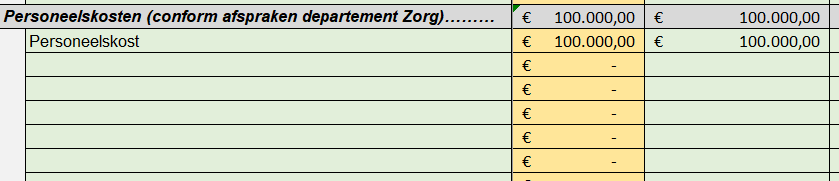 Personeelskosten (conform afspraken departement Zorg)……… € 100.000,00 € 100.000,00
Personeelskost € 100.000,00 € 100.000,00
€ -
€ -
€ -
€ -
€ -